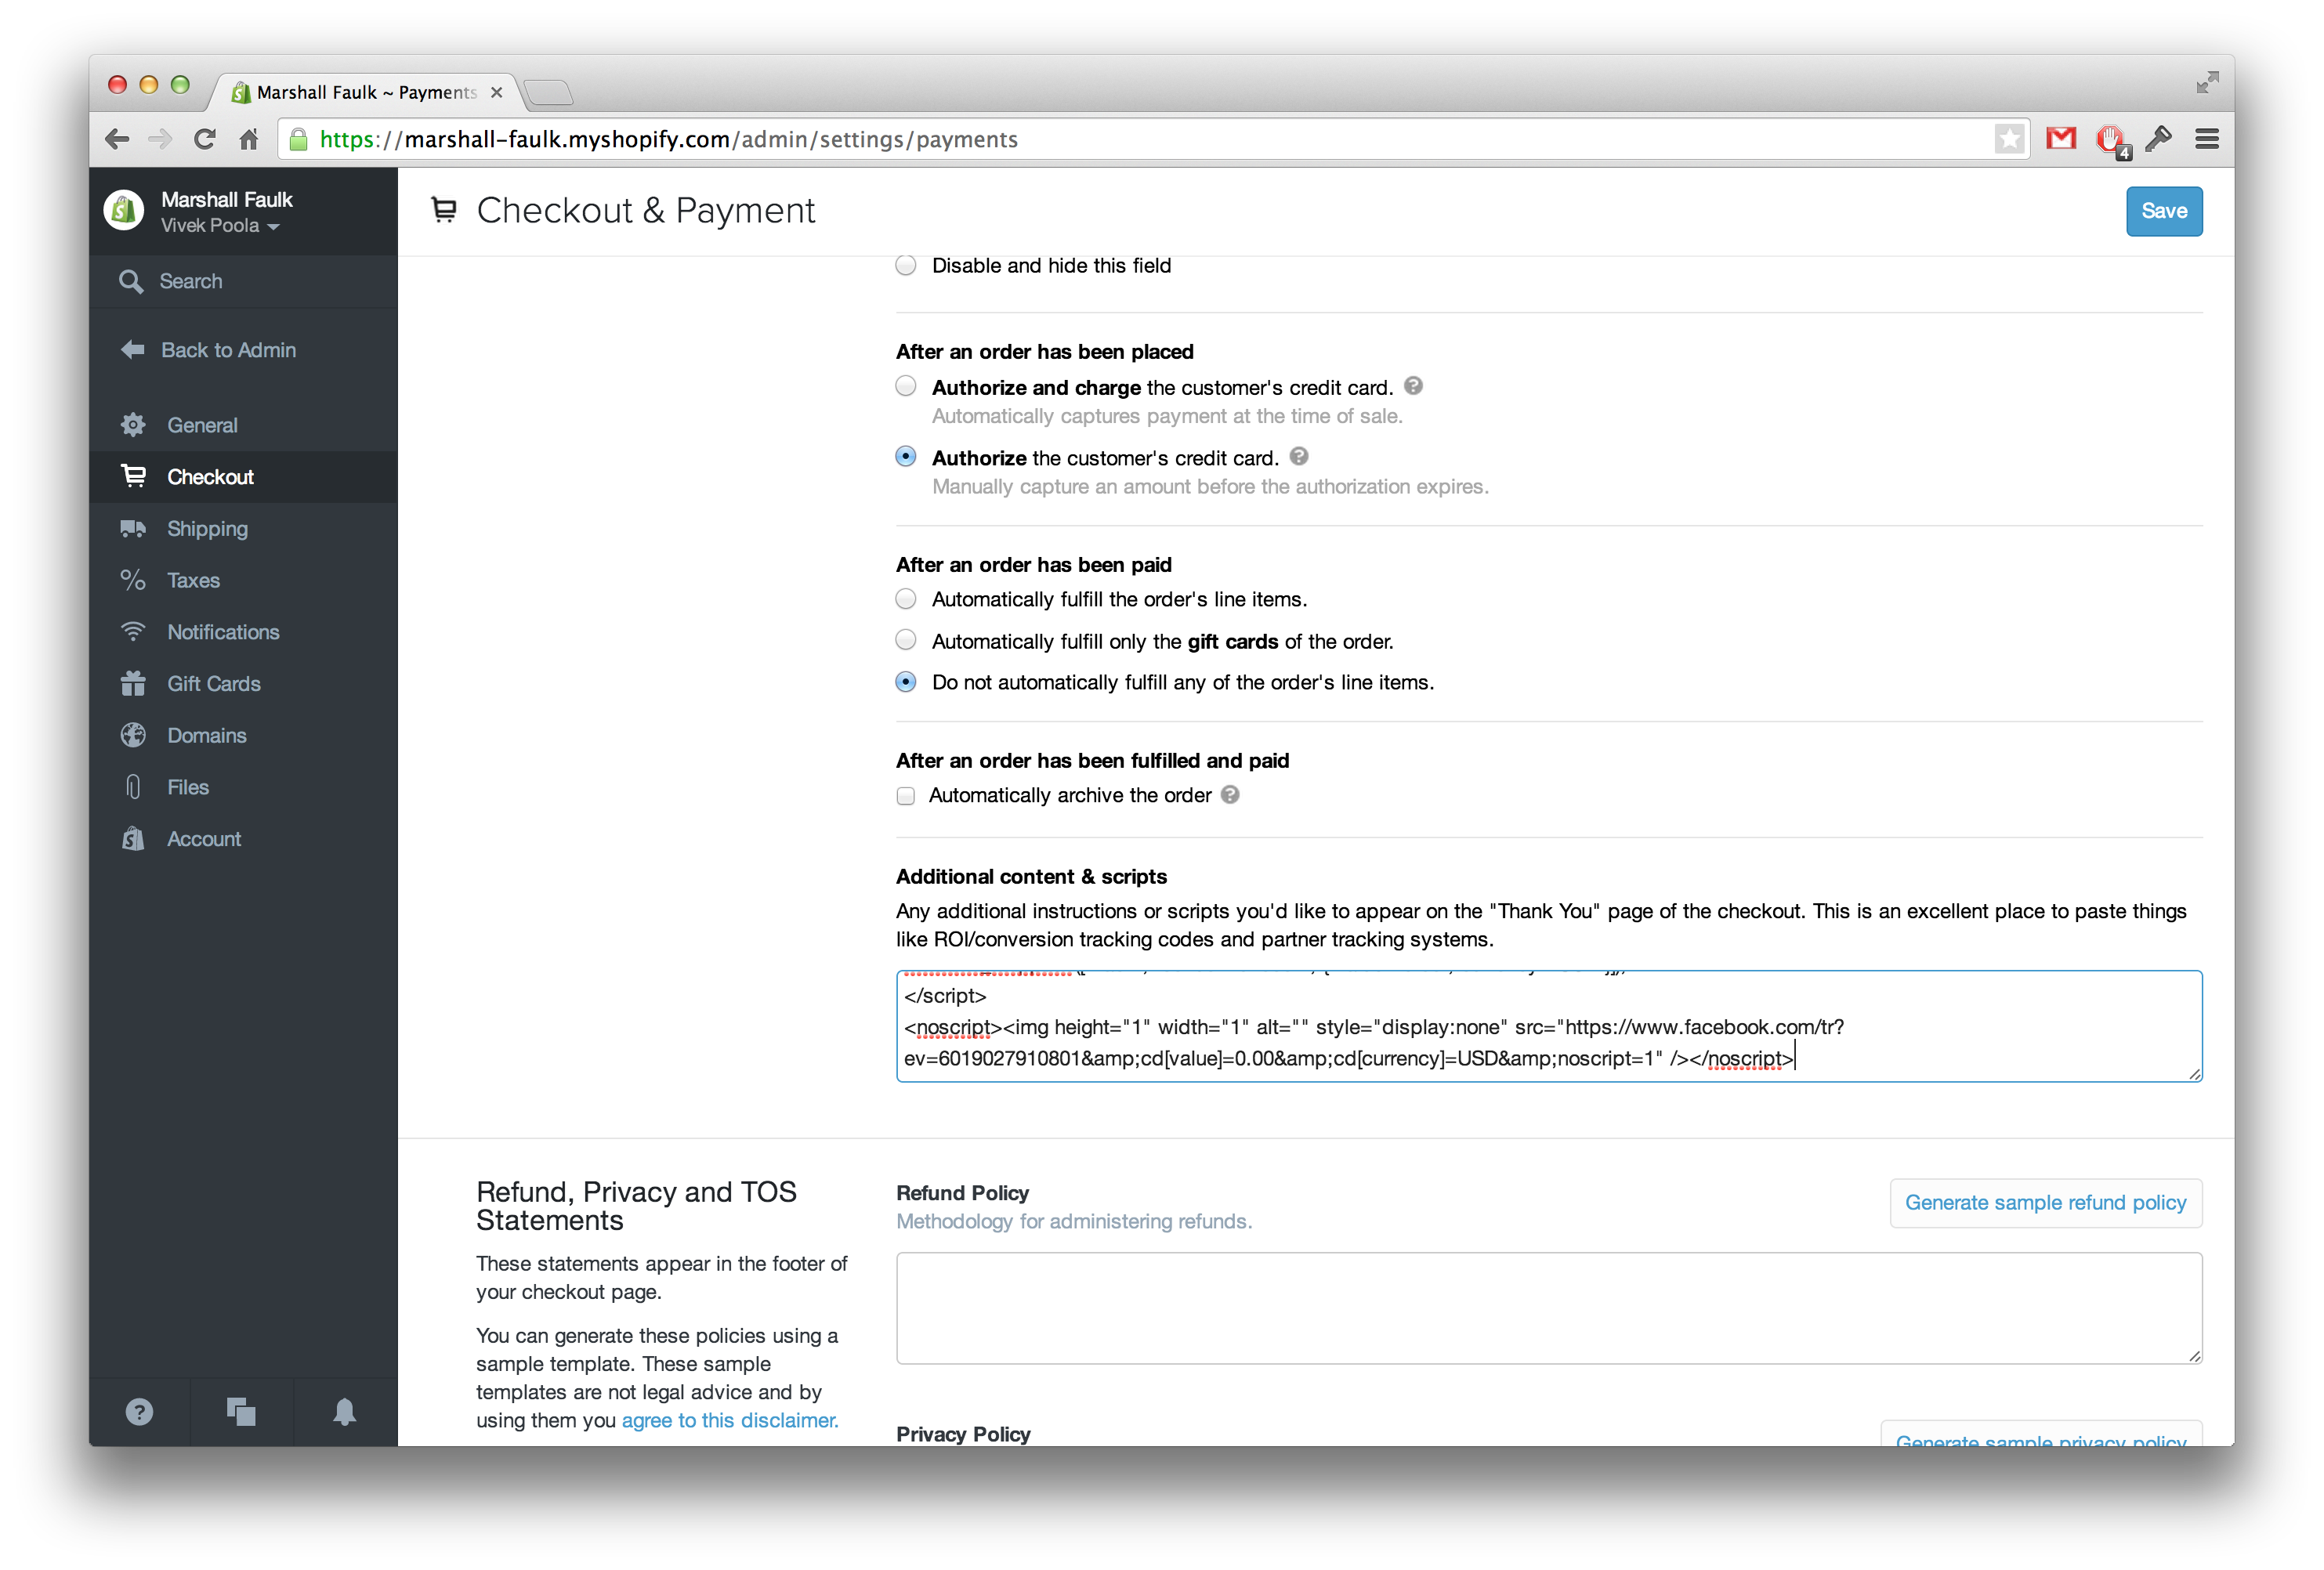 Marshall Faulk ~ Payments
https://marshall-faulk.myshopify.com/admin/settings/payments
4
Marshall Faulk
Vivek Poola
Search
Back to Admin
General
Checkout
Shipping
Taxes
Notifications
Gift Cards
Domains
Files
Account
Checkout & Payment
Save
Disable and hide this field
After an order has been placed
Authorize and charge the customer's credit card. ?
Automatically captures payment at the time of sale.
Authorize the customer's credit card. ?
Manually capture an amount before the authorization expires.
After an order has been paid
Automatically fulfill the order's line items.
Automatically fulfill only the gift cards of the order.
Do not automatically fulfill any of the order's line items.
After an order has been fulfilled and paid
Automatically archive the order ?
Additional content & scripts
Any additional instructions or scripts you'd like to appear on the "Thank You" page of the checkout. This is an excellent place to paste things
like ROI/conversion tracking codes and partner tracking systems.
</script>
<noscript><img height="1" width="1" alt="" style="display:none" src="https://www.facebook.com/tr?
ev=6019027910801&amp;cd[value]=0.00&amp;cd[currency]=USD&amp;noscript=1" /></noscript>
Refund, Privacy and TOS
Statements
These statements appear in the footer of
your checkout page.
You can generate these policies using a
sample template. These sample
templates are not legal advice and by
using them you agree to this disclaimer.
Refund Policy
Methodology for administering refunds.
Generate sample refund policy
Privacy Policy
Generate sample privacy policy